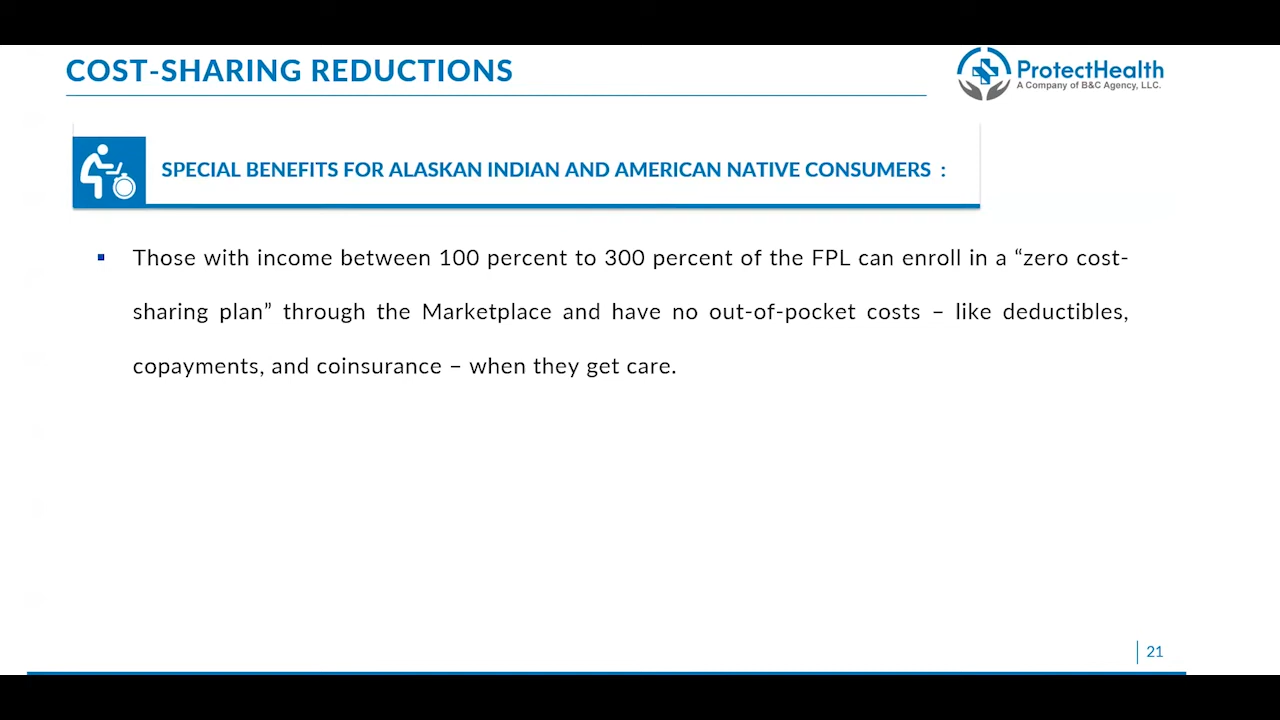 COST-SHARING REDUCTIONS
ProtectHealth
A Company of B&C Agency, LLC.
SPECIAL BENEFITS FOR ALASKAN INDIAN AND AMERICAN NATIVE CONSUMERS :
▪ Those with income between 100 percent to 300 percent of the FPL can enroll in a “zero cost-
sharing plan” through the Marketplace and have no out-of-pocket costs – like deductibles,
copayments, and coinsurance – when they get care.
21